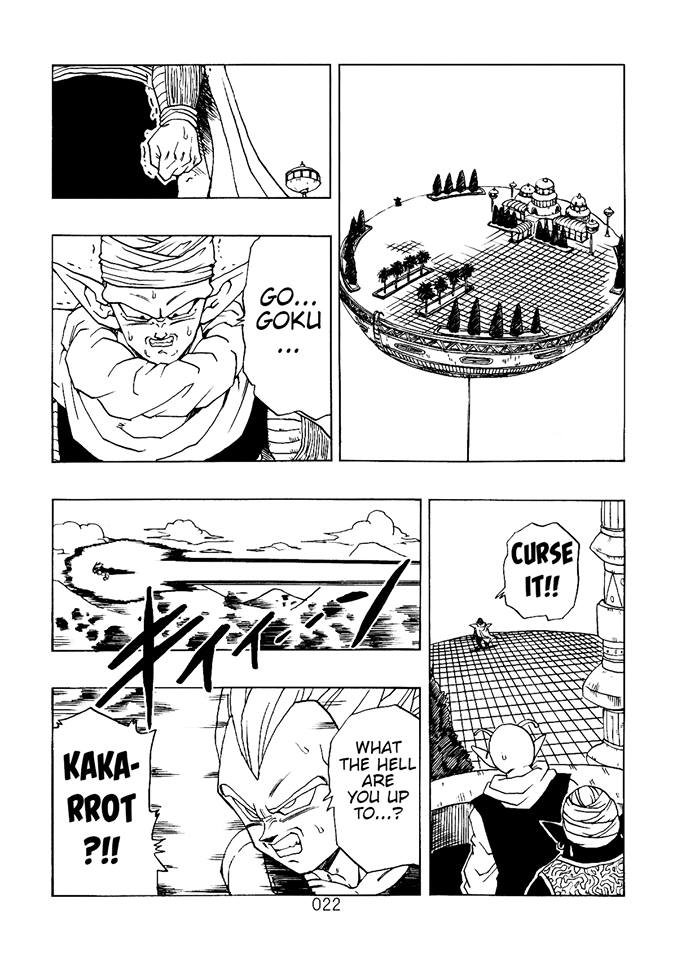 GO...
GOKU
...
CURSE
IT!!
WHAT
THE HELL
ARE
YOU UP
TO...?
KAKA-
RROT
?!!
022